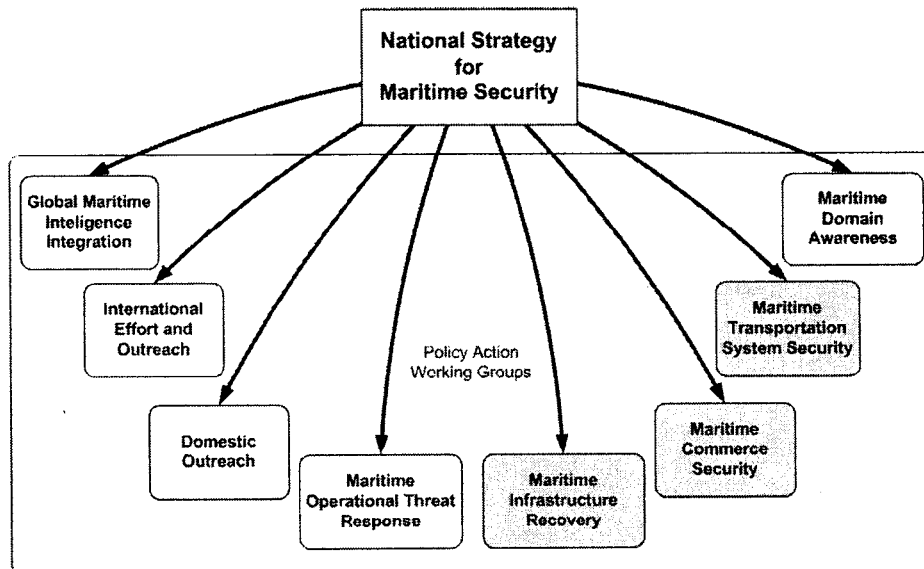 National Strategy
for
Maritime Security
Global Maritime
Inteligence
Integration
Maritime
Domain
Awareness
International
Effort and
Outreach
Maritime
Transportation
System Security
Policy Action
Working Groups
Domestic
Outreach
Maritime
Commerce
Security
Maritime
Operational Threat
Response
Maritime
Infrastructure
Recovery